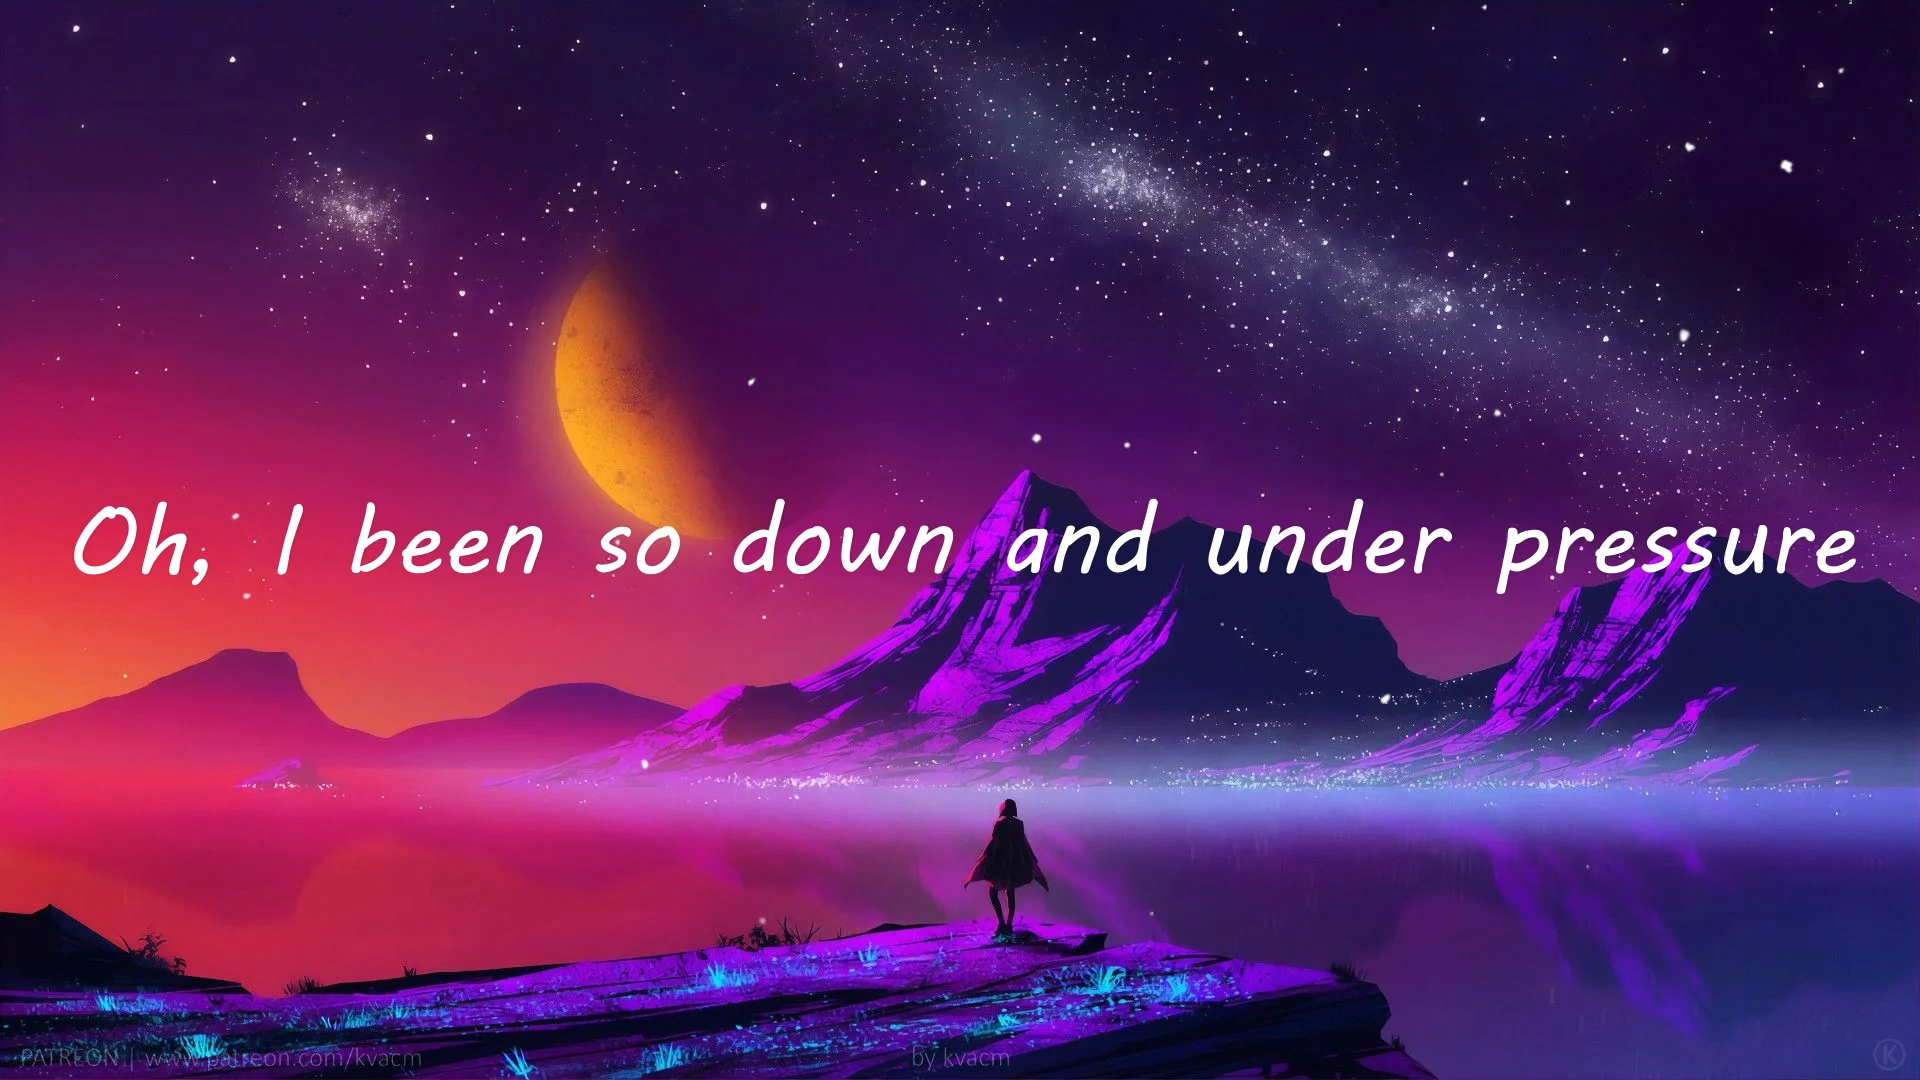 Oh, I been so down and under pressure
PATREON | www.patreon.com/kvacm
by kvacm
K